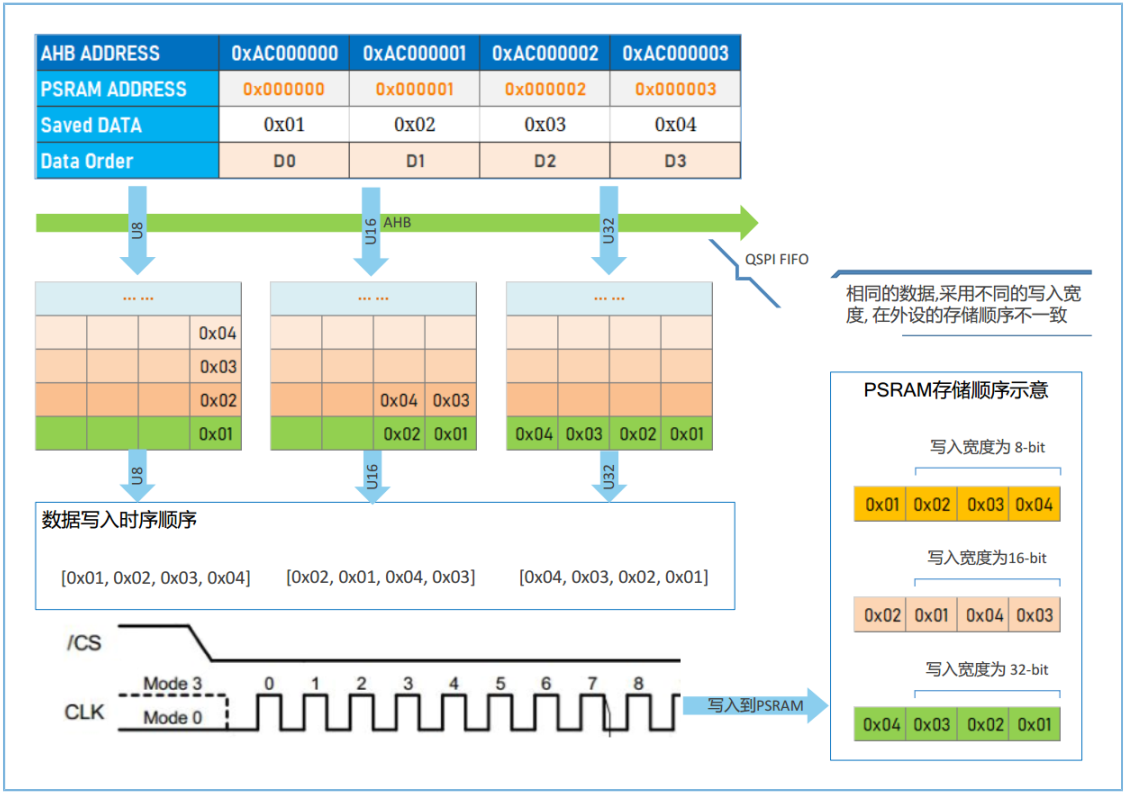 AHB ADDRESS 0xAC000000 0xAC000001 0xAC000002 0xAC000003
PSRAM ADDRESS 0x000000 0x000001 0x000002 0x000003
Saved DATA 0x01 0x02 0x03 0x04
Data Order D0 D1 D2 D3
U8 U16 AHB U32
QSPI FIFO
... ... ... ... ... ...
0x04
0x03
0x02 0x04 0x03
0x01 0x02 0x01 0x04 0x03 0x02 0x01
U8 U16 U32
相同的数据,采用不同的写入宽
度, 在外设的存储顺序不一致
数据写入时序顺序
[0x01, 0x02, 0x03, 0x04] [0x02, 0x01, 0x04, 0x03] [0x04, 0x03, 0x02, 0x01]
/CS
Mode 3 0 1 2 3 4 5 6 7 8
CLK
Mode 0
写入到PSRAM
PSRAM存储顺序示意
写入宽度为 8-bit
0x01 0x02 0x03 0x04
写入宽度为16-bit
0x02 0x01 0x04 0x03
写入宽度为 32-bit
0x04 0x03 0x02 0x01